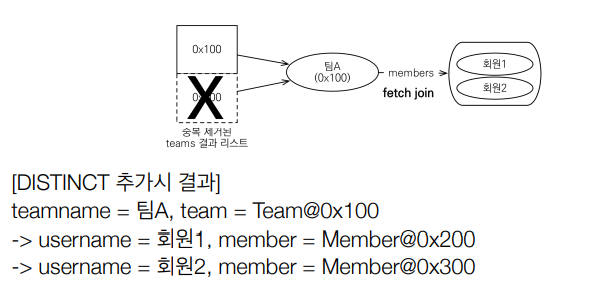 0x100
팀A
(0x100)
members
fetch join
회원1
회원2
중복 제거된
teams 결과 리스트
[DISTINCT 추가시 결과]
teamname = 팀A, team = Team@0x100
-> username = 회원1, member = Member@0x200
-> username = 회원2, member = Member@0x300